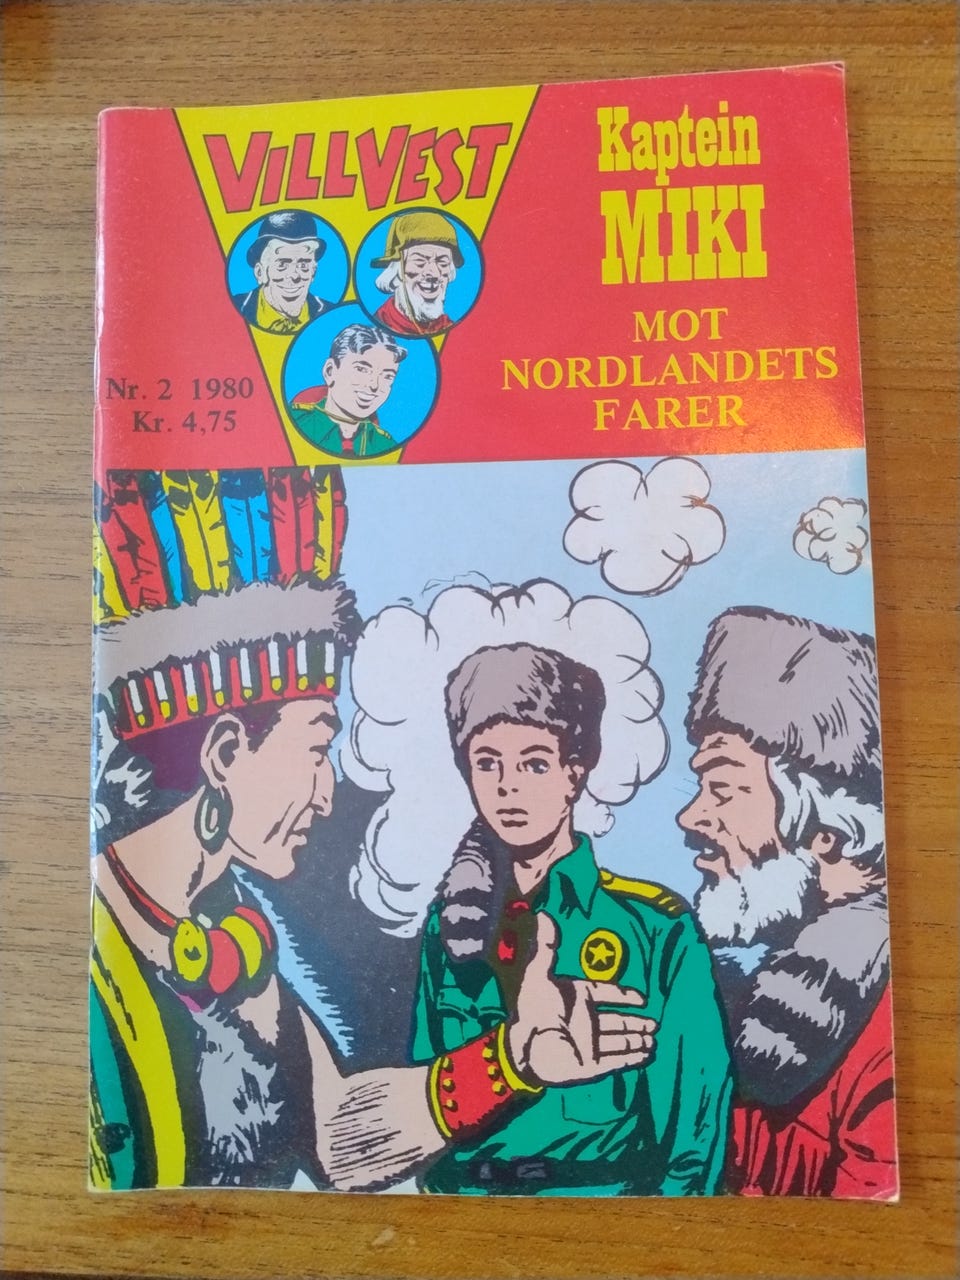 VILLVEST
Kaptein
MIKI
MOT
NORDLANDETS
FARER
Nr. 2 1980
Kr. 4,75